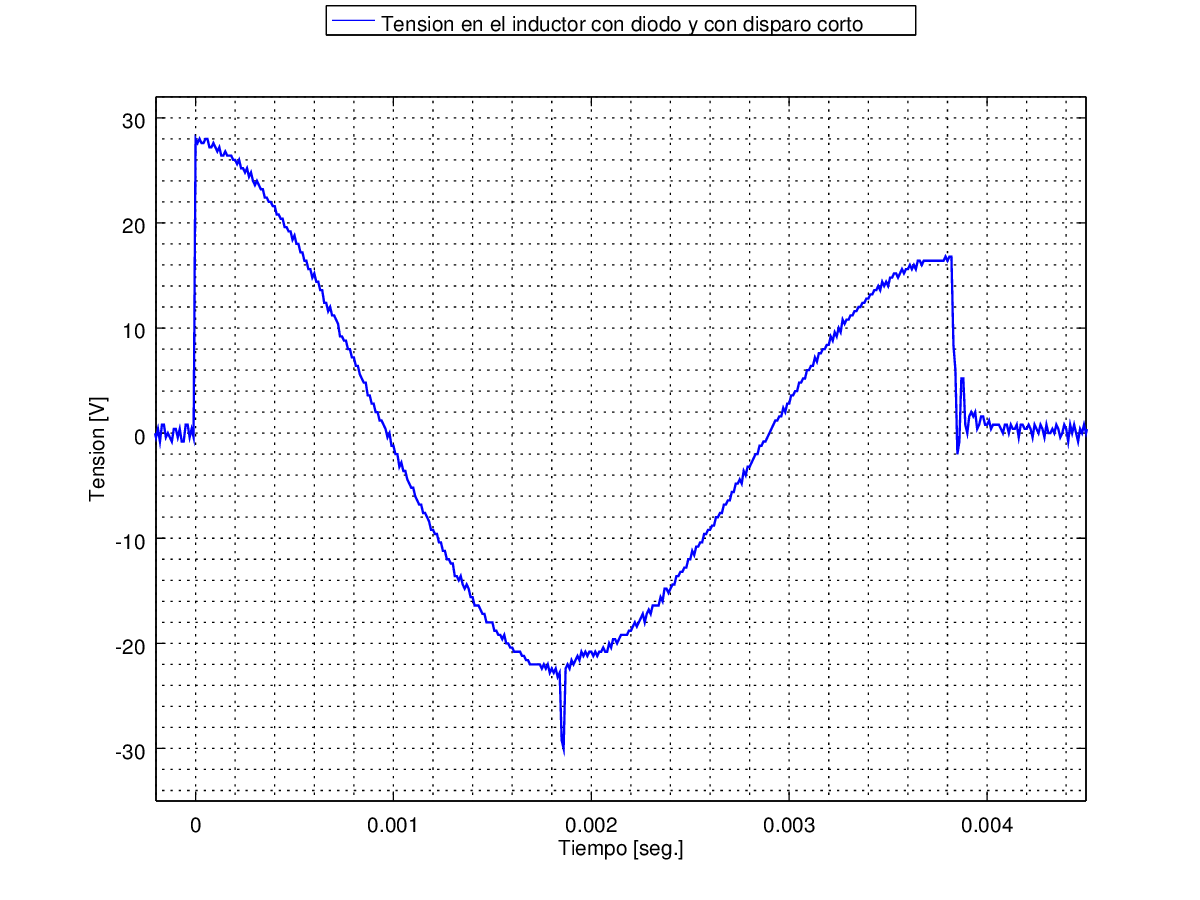 Tension en el inductor con diodo y con disparo corto
30
20
10
0
-10
-20
-30
Tension [V]
0 0.001 0.002 0.003 0.004
Tiempo [seg.]